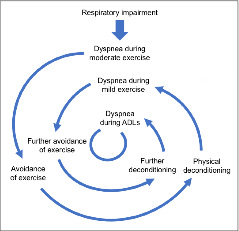 Respiratory impairment
Dyspnea during
moderate exercise
Dyspnea during
mild exercise
Dyspnea
during ADLs
Further avoidance
of exercise
Avoidance
of exercise
Further
deconditioning
Physical
deconditioning